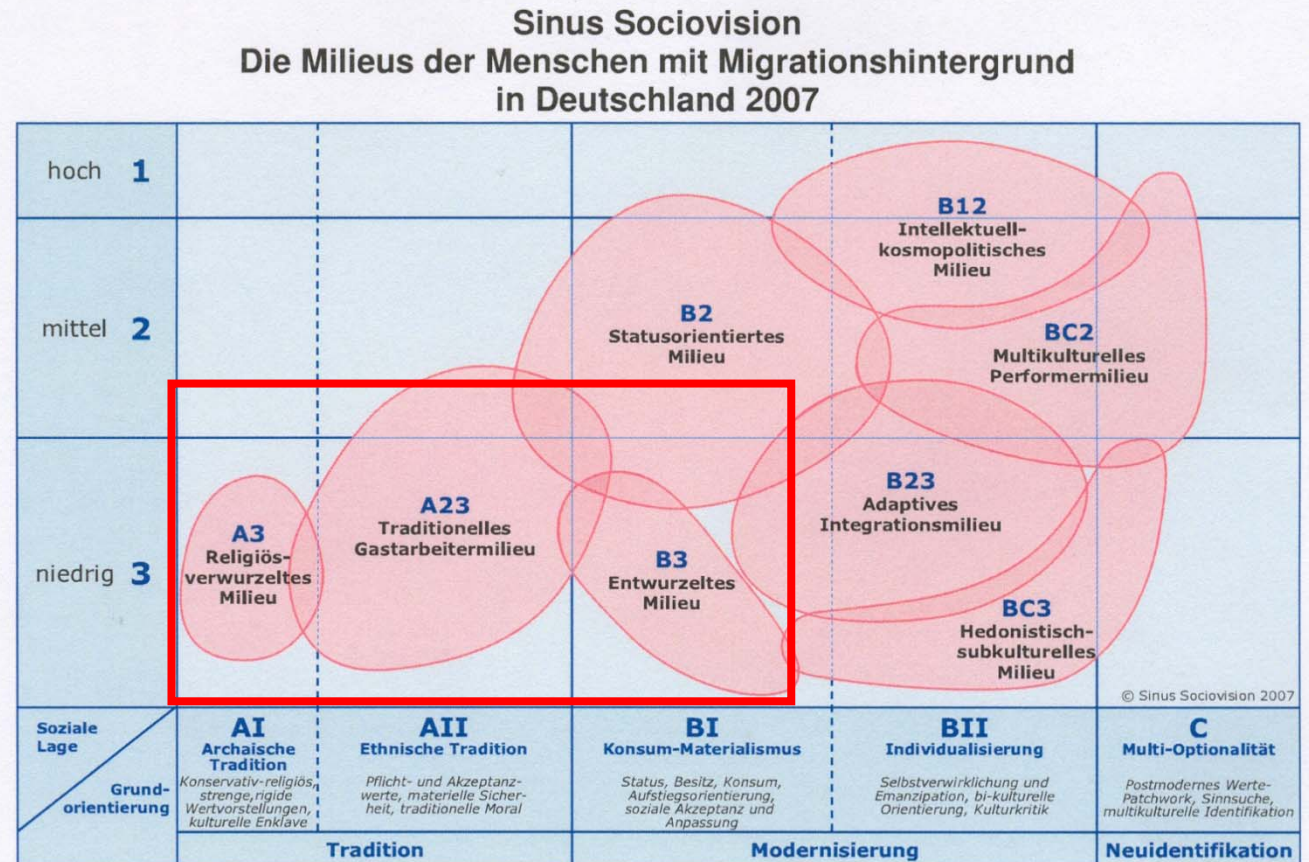 Sinus Sociovision
Die Milieus der Menschen mit Migrationshintergrund
in Deutschland 2007
hoch 1
B12
Intellektuell-
kosmopolitisches
Milieu
mittel 2
B2
Statusorientiertes
Milieu
BC2
Multikulturelles
Performermilieu
niedrig 3
A3
Religiös-
verwurzeltes
Milieu
A23
Traditionelles
Gastarbeitermilieu
B3
Entwurzeltes
Milieu
B23
Adaptives
Integrationsmilieu
BC3
Hedonistisch-
subkulturelles
Milieu
© Sinus Sociovision 2007
Soziale
Lage
Grund-
orientierung
AI
Archaische
Tradition
Konservativ-religiös,
strenge,rigide
Wertvorstellungen,
kulturelle Enklave
AII
Ethnische Tradition
Pflicht- und Akzeptanz-
werte, materielle Sicher-
heit, traditionelle Moral
BI
Konsum-Materialismus
Status, Besitz, Konsum,
Aufstiegsorientierung,
soziale Akzeptanz und
Anpassung
BII
Individualisierung
Selbstverwirklichung und
Emanzipation, bi-kulturelle
Orientierung, Kulturkritik
C
Multi-Optionalität
Postmodernes Werte-
Patchwork, Sinnsuche,
multikulturelle Identifikation
Tradition
Modernisierung
Neuidentifikation